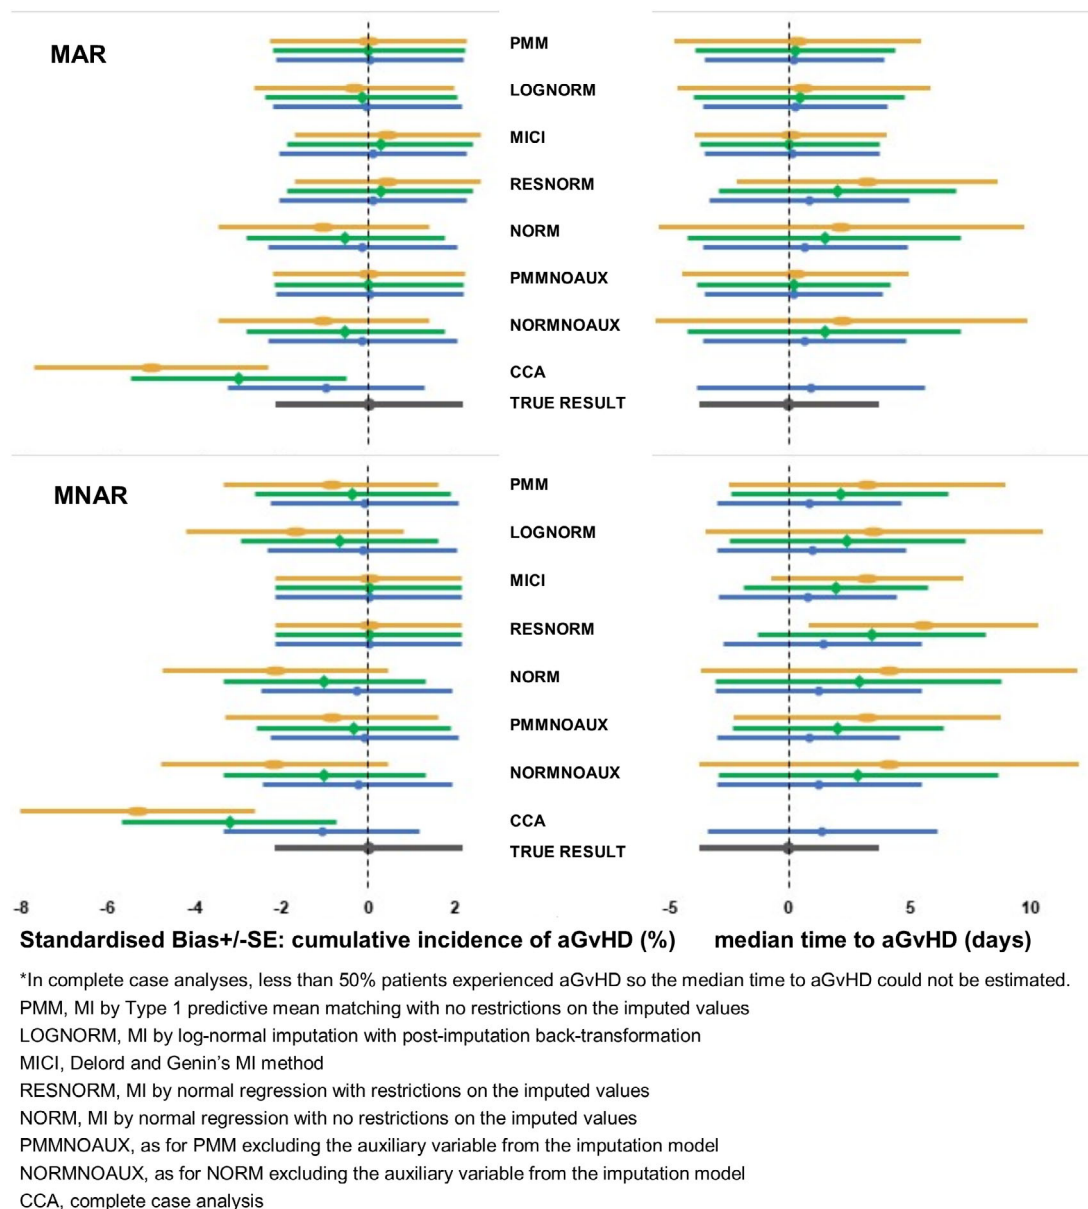 MAR
PMM
LOGNORM
MICI
RESNORM
NORM
PMMNOAUX
NORMNOAUX
CCA
TRUE RESULT
MNAR
PMM
LOGNORM
MICI
RESNORM
NORM
PMMNOAUX
NORMNOAUX
CCA
TRUE RESULT
-8 -6 -4 -2 0 2 -5 0 5 10
Standardised Bias+/-SE: cumulative incidence of aGvHD (%) median time to aGvHD (days)
*In complete case analyses, less than 50% patients experienced aGvHD so the median time to aGvHD could not be estimated.
PMM, MI by Type 1 predictive mean matching with no restrictions on the imputed values
LOGNORM, MI by log-normal imputation with post-imputation back-transformation
MICI, Delord and Genin's MI method
RESNORM, MI by normal regression with restrictions on the imputed values
NORM, MI by normal regression with no restrictions on the imputed values
PMMNOAUX, as for PMM excluding the auxiliary variable from the imputation model
NORMNOAUX, as for NORM excluding the auxiliary variable from the imputation model
CCA, complete case analysis